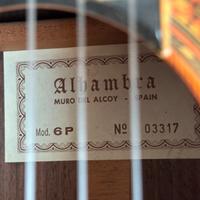 Alhambra
MURO DEL ALCOY - SPAIN
Mod. 6P Nº 03317